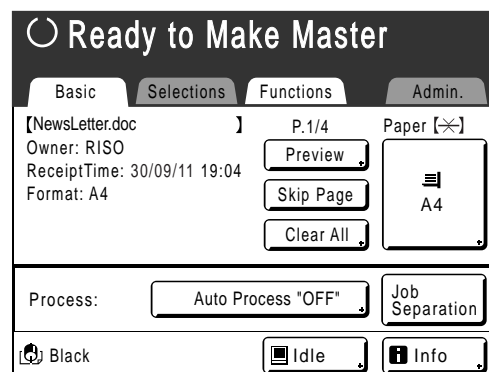 Ready to Make Master
Basic Selections Functions Admin.
【NewsLetter.doc 】 P.1/4 Paper 【 】
Owner: RISO Preview
ReceiptTime: 30/09/11 19:04
Format: A4 Skip Page A4
Clear All
Process: Auto Process "OFF" Job Separation
Black Idle Info